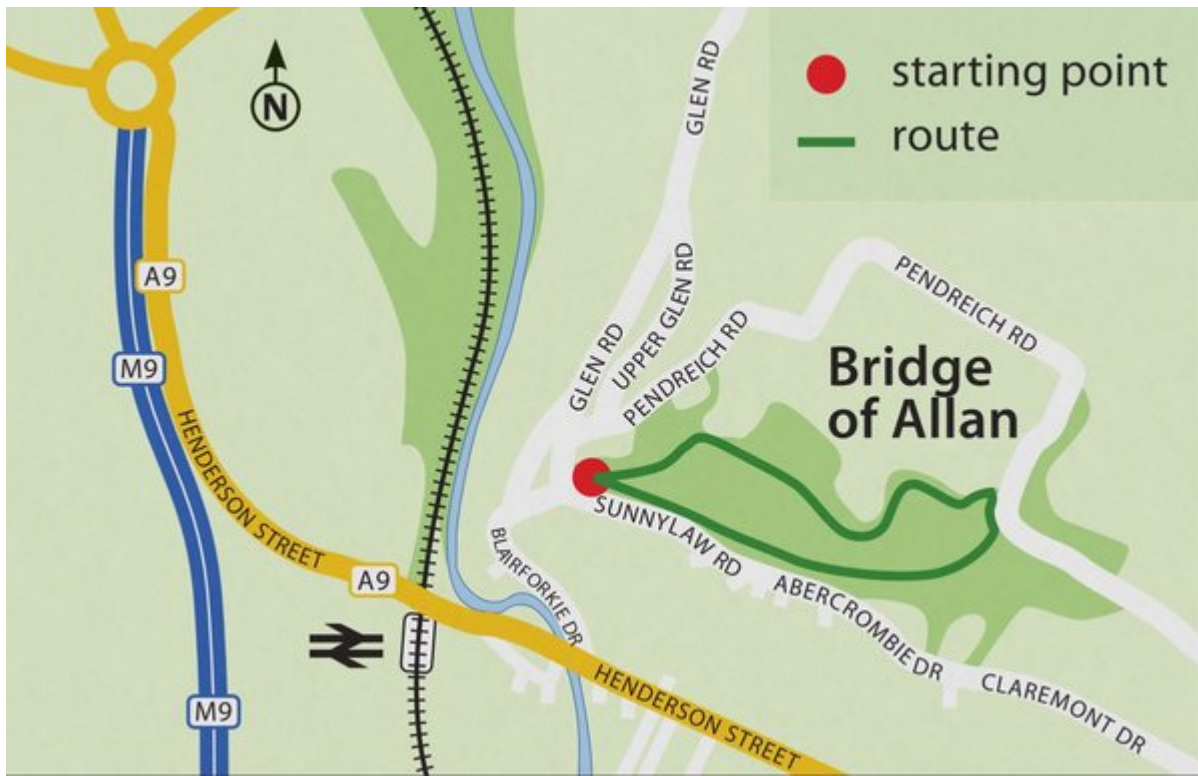 starting point
route
N
GLEN RD
A9
M9
UPPER GLEN RD
GLEN RD
PENDREICH RD
PENDREICH RD
Bridge
of Allan
HENDERSON STREET
SUNNYLAW RD
BLAIRFORKIE DR
A9
ABERCROMBIE DR
HENDERSON STREET
CLAREMONT DR
M9